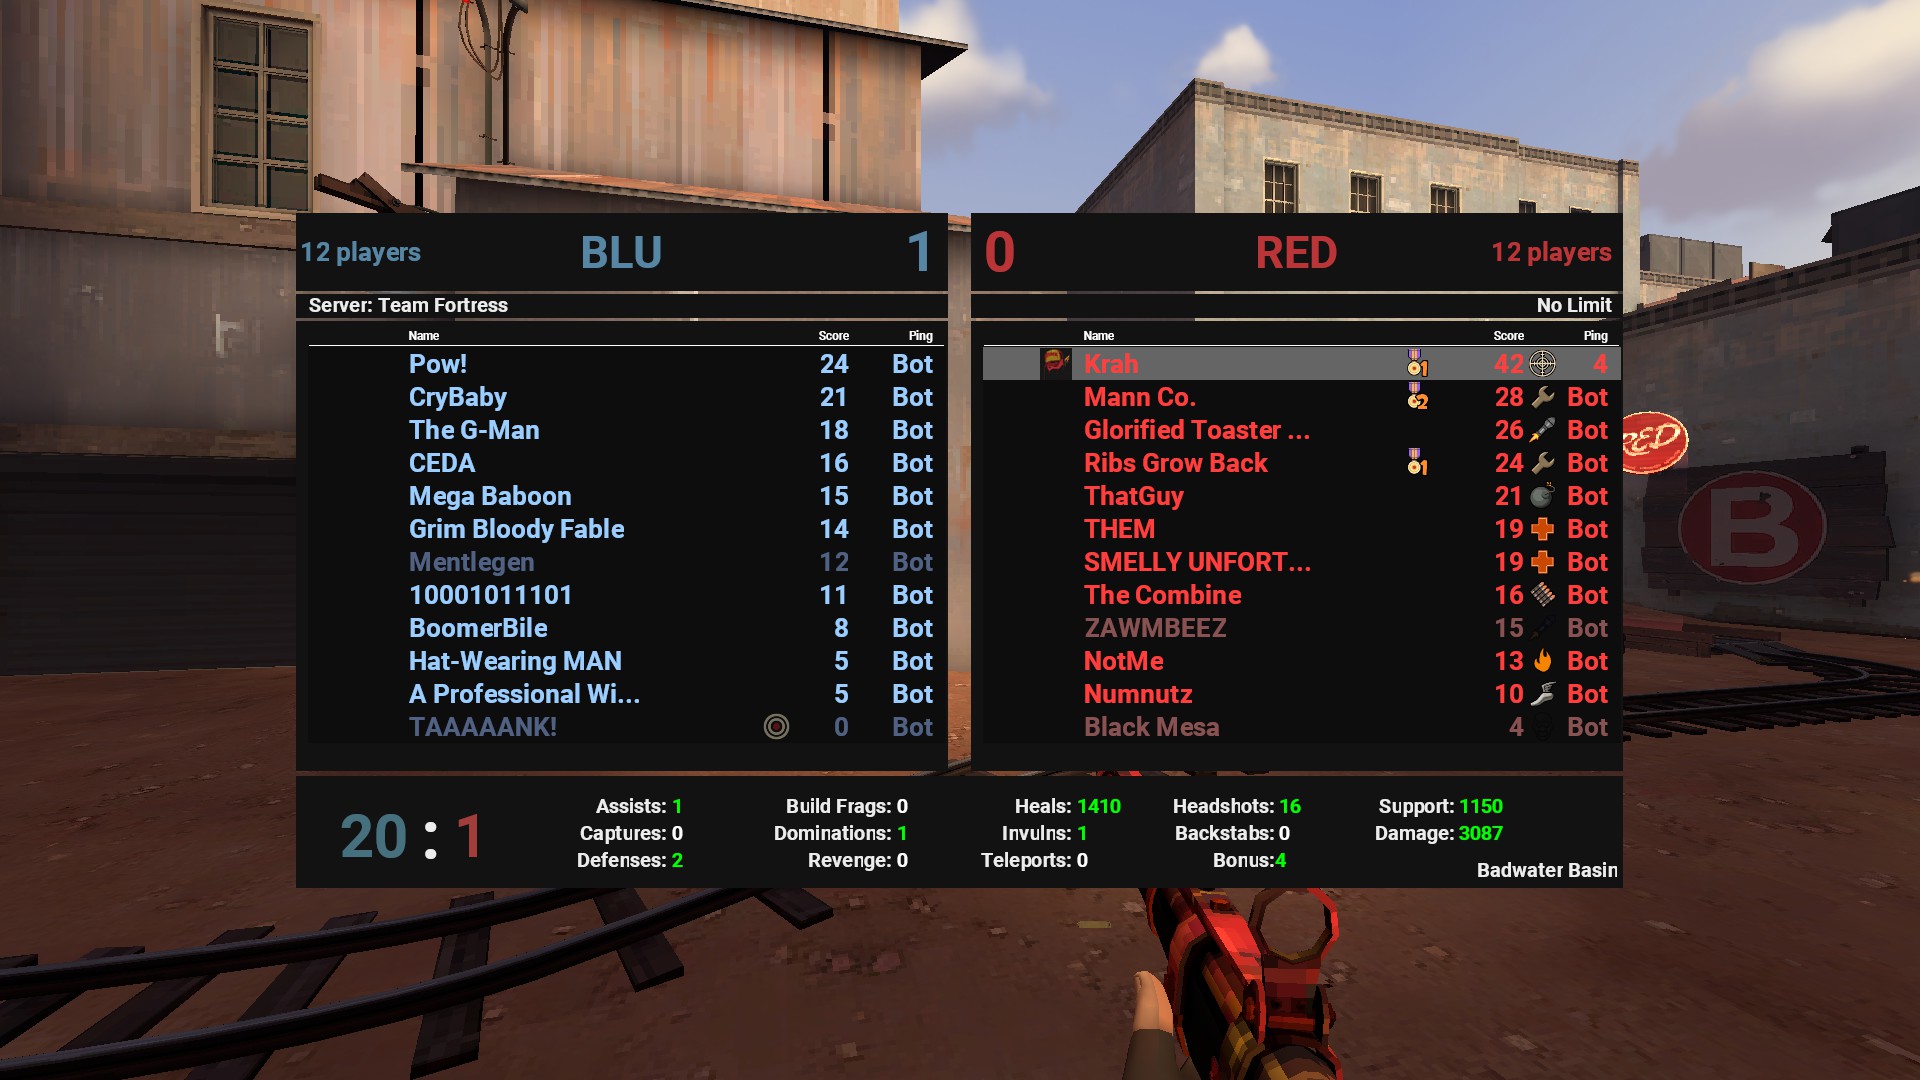 12 players BLU 1
Server: Team Fortress
Name Score Ping
Pow! 24 Bot
CryBaby 21 Bot
The G-Man 18 Bot
CEDA 16 Bot
Mega Baboon 15 Bot
Grim Bloody Fable 14 Bot
Mentlegen 12 Bot
10001011101 11 Bot
BoomerBile 8 Bot
Hat-Wearing MAN 5 Bot
A Professional Wi... 5 Bot
TAAAAANK! 0 Bot
0 RED 12 players
No Limit
Name Score Ping
Krah 1 42 4
Mann Co. 2 28 Bot
Glorified Toaster ... 26 Bot
Ribs Grow Back 1 24 Bot
ThatGuy 21 Bot
THEM 19 Bot
SMELLY UNFORT... 19 Bot
The Combine 16 Bot
ZAWMBEEZ 15 Bot
NotMe 13 Bot
Numnutz 10 Bot
Black Mesa 4 Bot
RED
B
20 : 1
Assists: 1 Build Frags: 0 Heals: 1410 Headshots: 16 Support: 1150
Captures: 0 Dominations: 1 Invulns: 1 Backstabs: 0 Damage: 3087
Defenses: 2 Revenge: 0 Teleports: 0 Bonus:4
Badwater Basin